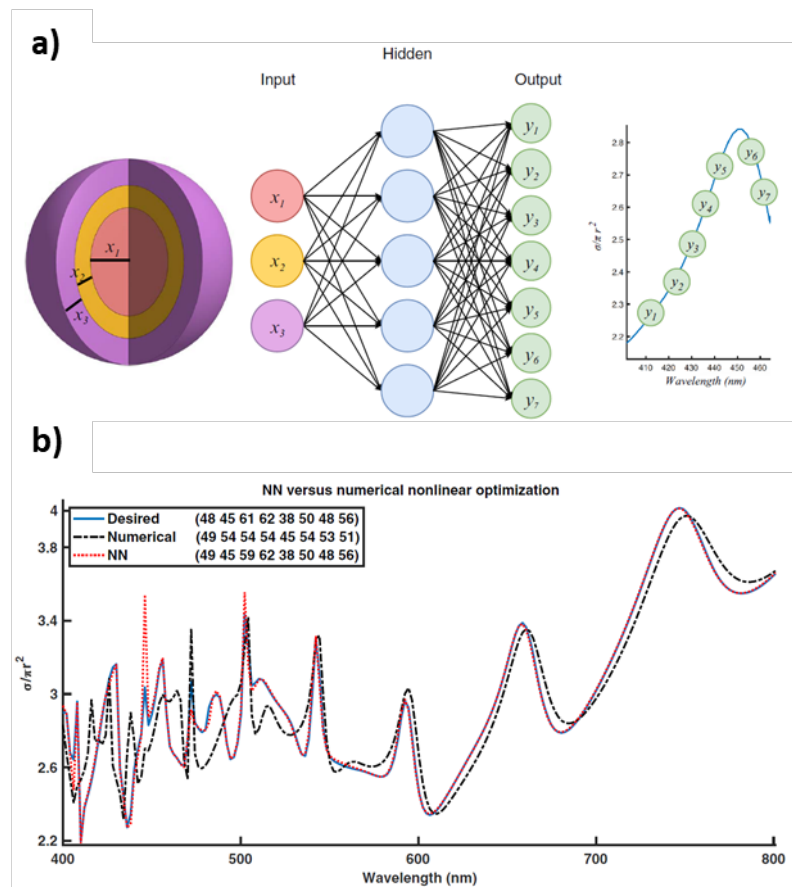 a)
Hidden
Input
Output
x1
x2
x3
x1
x2
x3
y1
y2
y3
y4
y5
y6
y7
σ/πr²
2.8
2.7
2.6
2.5
2.4
2.3
2.2
y1
y2
y3
y4
y5
y6
y7
410 420 430 440 450 460
Wavelength (nm)
b)
NN versus numerical nonlinear optimization
Desired (48 45 61 62 38 50 48 56)
Numerical (49 54 54 54 45 54 53 51)
NN (49 45 59 62 38 50 48 56)
σ/πr²
4
3.8
3.4
3
2.6
2.2
400 500 600 700 800
Wavelength (nm)